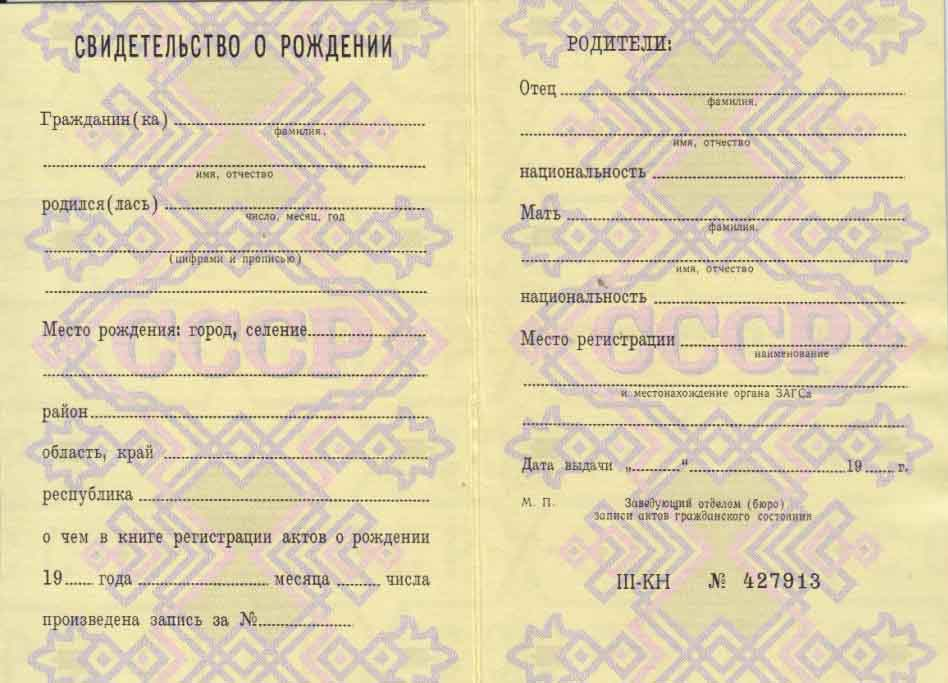 СВИДЕТЕЛЬСТВО О РОЖДЕНИИ
Гражданин(ка)
фамилия,
имя, отчество
родился(лась)
число, месяц, год
(цифрами и прописью)
СССР
Место рождения: город, селение
район
область, край
республика
о чем в книге регистрации актов о рождении
19 года месяца числа
произведена запись за №
РОДИТЕЛИ:
Отец
фамилия,
имя, отчество
национальность
Мать
фамилия,
имя, отчество
национальность
СССР
Место регистрации
наименование
и местонахождение органа ЗАГСа
Дата выдачи „ “ 19 г.
М. П. Заведующий отделом (бюро)
записи актов гражданского состояния
III-КН № 427913